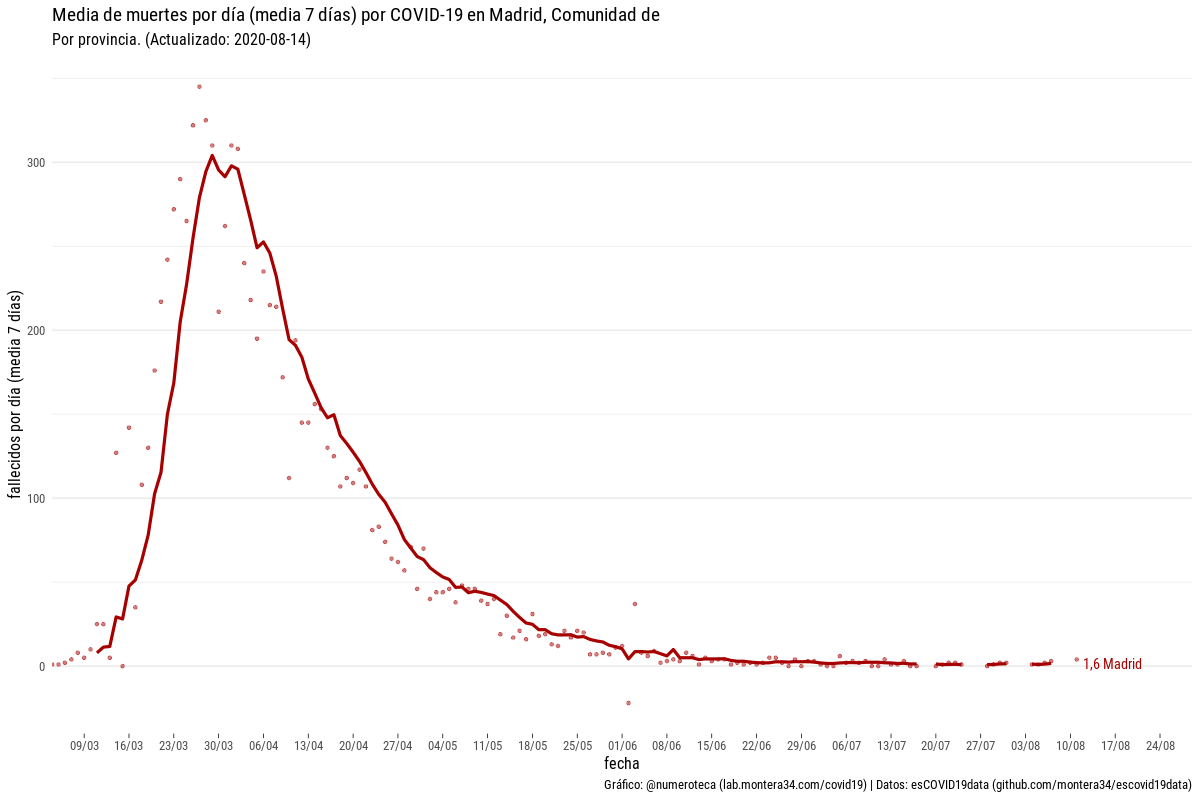 Media de muertes por día (media 7 días) por COVID-19 en Madrid, Comunidad de
Por provincia. (Actualizado: 2020-08-14)
fallecidos por día (media 7 días)
300
200
100
0
1,6 Madrid
09/03 16/03 23/03 30/03 06/04 13/04 20/04 27/04 04/05 11/05 18/05 25/05 01/06 08/06 15/06 22/06 29/06 06/07 13/07 20/07 27/07 03/08 10/08 17/08 24/08
fecha
Gráfico: @numeroteca (lab.montera34.com/covid19) | Datos: esCOVID19data (github.com/montera34/escovid19data)